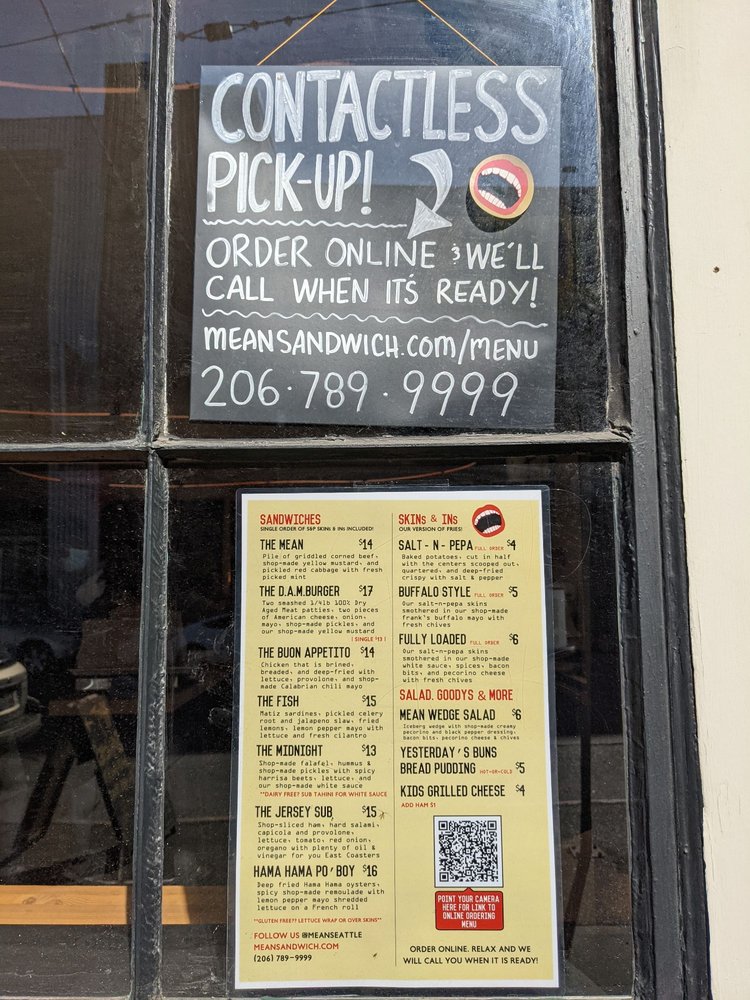 CONTACTLESS
PICK-UP!
ORDER ONLINE & WE'LL
CALL WHEN IT'S READY!
MEANSANDWICH.COM/MENU
206·789·9999
SANDWICHES
SINGLE ORDER OF S&P SKINs & INs INCLUDED!
THE MEAN $14
Pile of griddled corned beef,
shop-made yellow mustard, and
pickled red cabbage with fresh
picked mint
THE D.A.M.BURGER $17
Two smashed 1/4lb 100% Dry
Aged Meat patties, two pieces
of American cheese, onion,
mayo, shop-made pickles, and
our shop-made yellow mustard
( SINGLE $13 )
THE BUON APPETITO $14
Chicken that is brined,
breaded, and deep-fried with
lettuce, provolone, and shop-
made Calabrian chili mayo
THE FISH $15
Matiz sardines, pickled celery
root and jalapeno slaw, fried
lemons, lemon pepper mayo with
lettuce and fresh cilantro
THE MIDNIGHT $13
Shop-made falafel, hummus &
shop-made pickles with spicy
harrisa beets, lettuce, and
our shop-made white sauce
**DAIRY FREE? SUB TAHINI FOR WHITE SAUCE
THE JERSEY SUB $15
Shop-sliced ham, hard salami,
capicola and provolone,
lettuce, tomato, red onion,
oregano with plenty of oil &
vinegar for you East Coasters
HAMA HAMA PO'BOY $16
Deep fried Hama Hama oysters,
spicy shop-made remoulade with
lemon pepper mayo shredded
lettuce on a French roll
**GLUTEN FREE?? LETTUCE WRAP OR OVER SKINS**
FOLLOW US @MEANSEATTLE
MEANSANDWICH.COM
(206) 789-9999
SKINs & INs
OUR VERSION OF FRIES!
SALT - N - PEPA FULL ORDER $4
Baked potatoes, cut in half
with the centers scooped out,
quartered, and deep-fried
crispy with salt & pepper
BUFFALO STYLE FULL ORDER $5
Our salt-n-pepa skins
smothered in our shop-made
frank's buffalo mayo with
fresh chives
FULLY LOADED FULL ORDER $6
Our salt-n-pepa skins
smothered in our shop-made
white sauce, spices, bacon
bits, and pecorino cheese
with fresh chives
SALAD, GOODYS & MORE
MEAN WEDGE SALAD $6
Iceberg wedge with shop-made creamy
pecorino and black pepper dressing,
bacon bits, pecorino cheese & chives
YESTERDAY'S BUNS
BREAD PUDDING HOT-OR-COLD $5
KIDS GRILLED CHEESE $4
ADD HAM $1
POINT YOUR CAMERA
HERE FOR LINK TO
ONLINE ORDERING
MENU
ORDER ONLINE. RELAX AND WE
WILL CALL YOU WHEN IT IS READY!